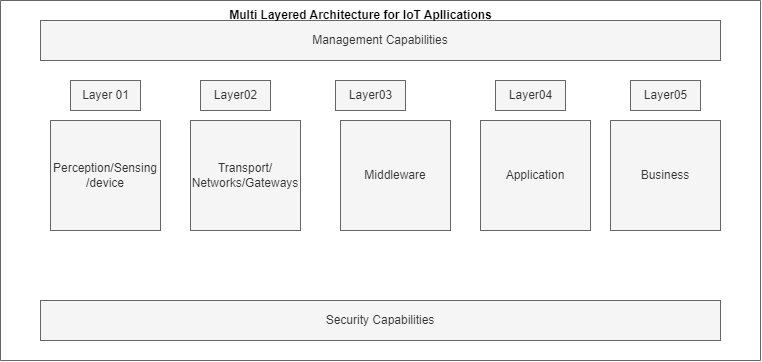 Multi Layered Architecture for IoT Apllications
Management Capabilities
Layer 01
Layer02
Layer03
Layer04
Layer05
Perception/Sensing
/device
Transport/
Networks/Gateways
Middleware
Application
Business
Security Capabilities